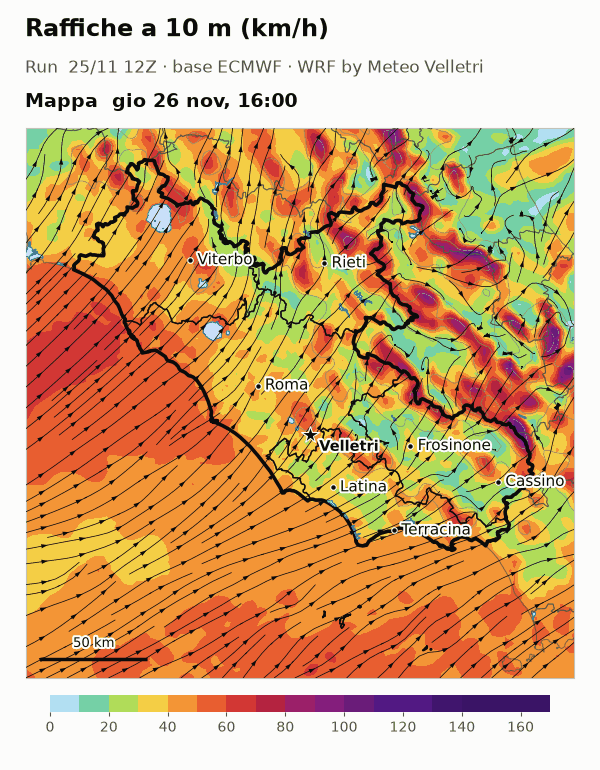 Raffiche a 10 m (km/h)
Run 25/11 12Z · base ECMWF · WRF by Meteo Velletri
Mappa gio 26 nov, 16:00
Viterbo
Rieti
Roma
Velletri
Frosinone
Cassino
Latina
Terracina
50 km
0 20 40 60 80 100 120 140 160